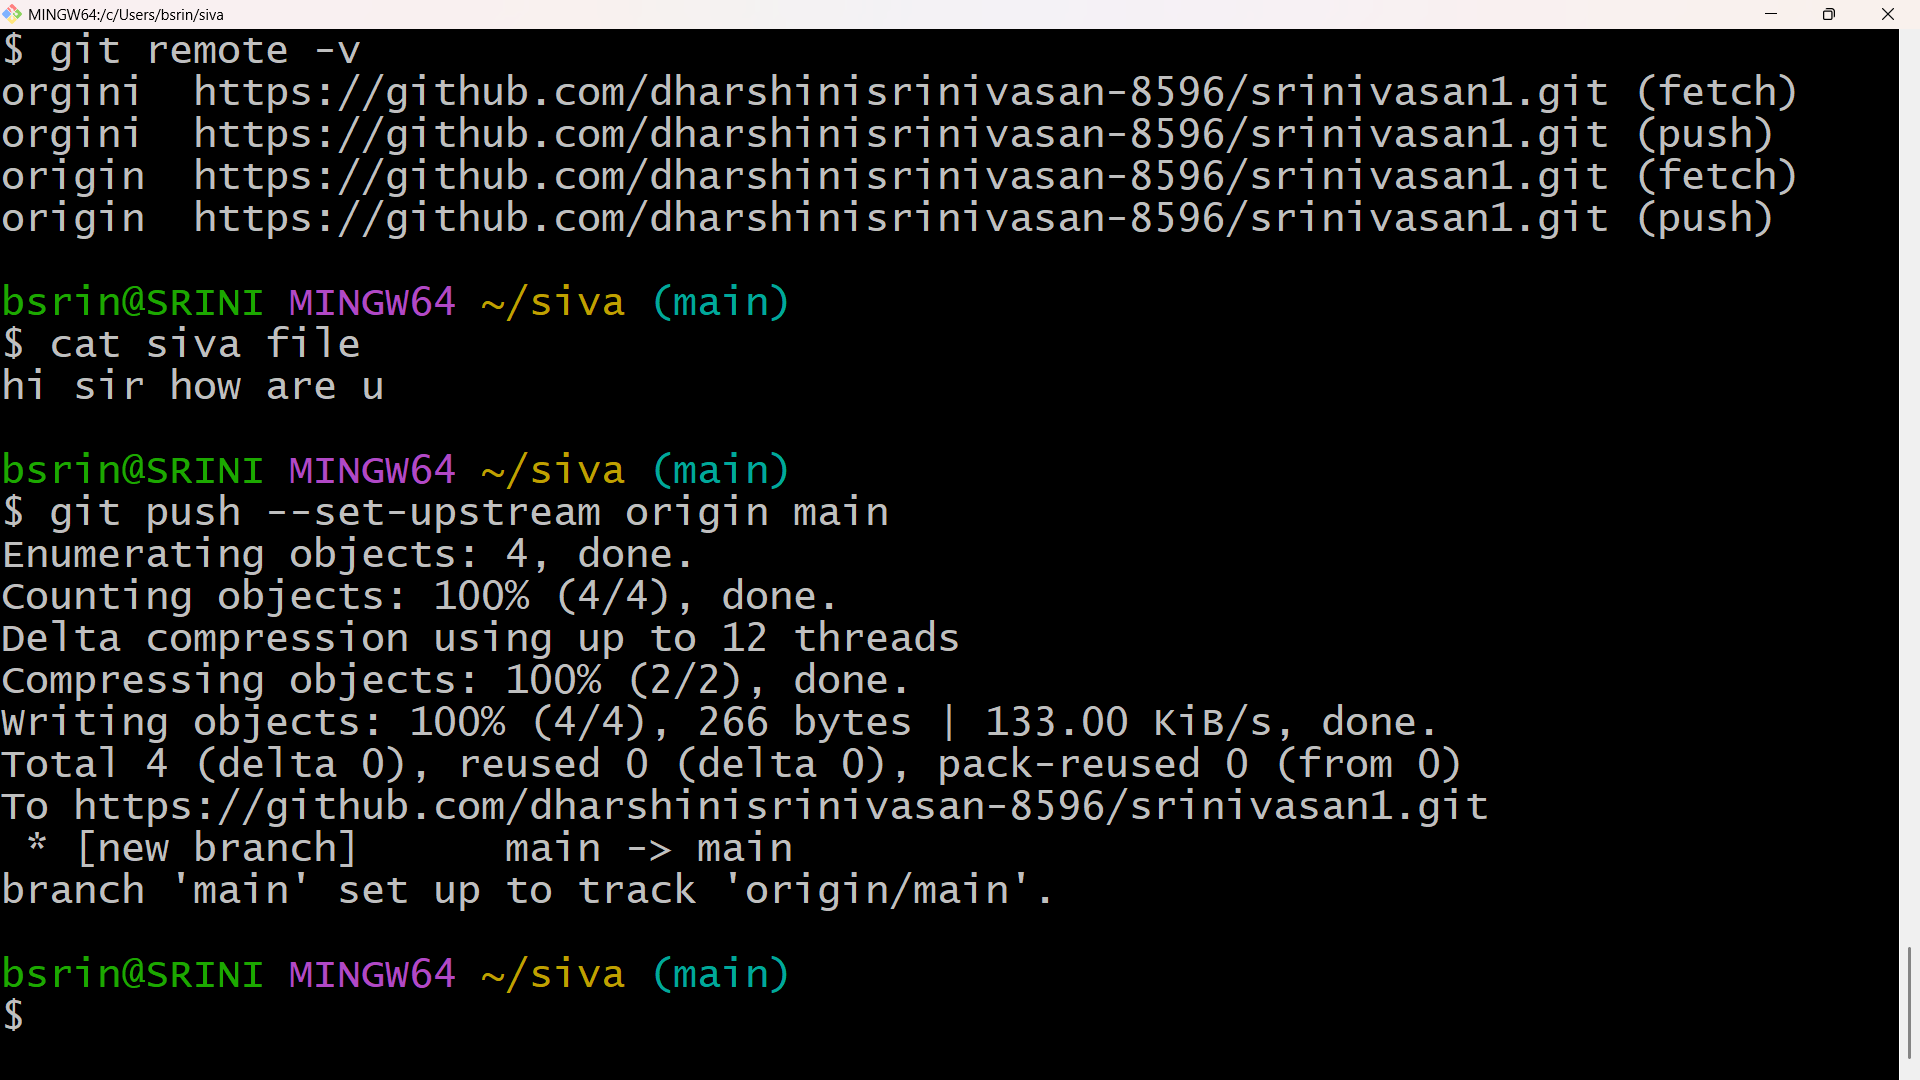 MINGW64:/c/Users/bsrin/siva
$ git remote -v
orgini  https://github.com/dharshinisrinivasan-8596/srinivasan1.git (fetch)
orgini  https://github.com/dharshinisrinivasan-8596/srinivasan1.git (push)
origin  https://github.com/dharshinisrinivasan-8596/srinivasan1.git (fetch)
origin  https://github.com/dharshinisrinivasan-8596/srinivasan1.git (push)
bsrin@SRINI MINGW64 ~/siva (main)
$ cat siva file
hi sir how are u
bsrin@SRINI MINGW64 ~/siva (main)
$ git push --set-upstream origin main
Enumerating objects: 4, done.
Counting objects: 100% (4/4), done.
Delta compression using up to 12 threads
Compressing objects: 100% (2/2), done.
Writing objects: 100% (4/4), 266 bytes | 133.00 KiB/s, done.
Total 4 (delta 0), reused 0 (delta 0), pack-reused 0 (from 0)
To https://github.com/dharshinisrinivasan-8596/srinivasan1.git
 * [new branch]      main -> main
branch 'main' set up to track 'origin/main'.
bsrin@SRINI MINGW64 ~/siva (main)
$